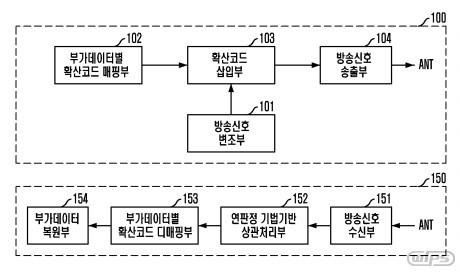 100
102
부가데이터별
확산코드 매핑부
103
확산코드
삽입부
104
방송신호
송출부
ANT
101
방송신호
변조부
150
154
부가데이터
복원부
153
부가데이터별
확산코드 디매핑부
152
연판정 기법기반
상관처리부
151
방송신호
수신부
ANT